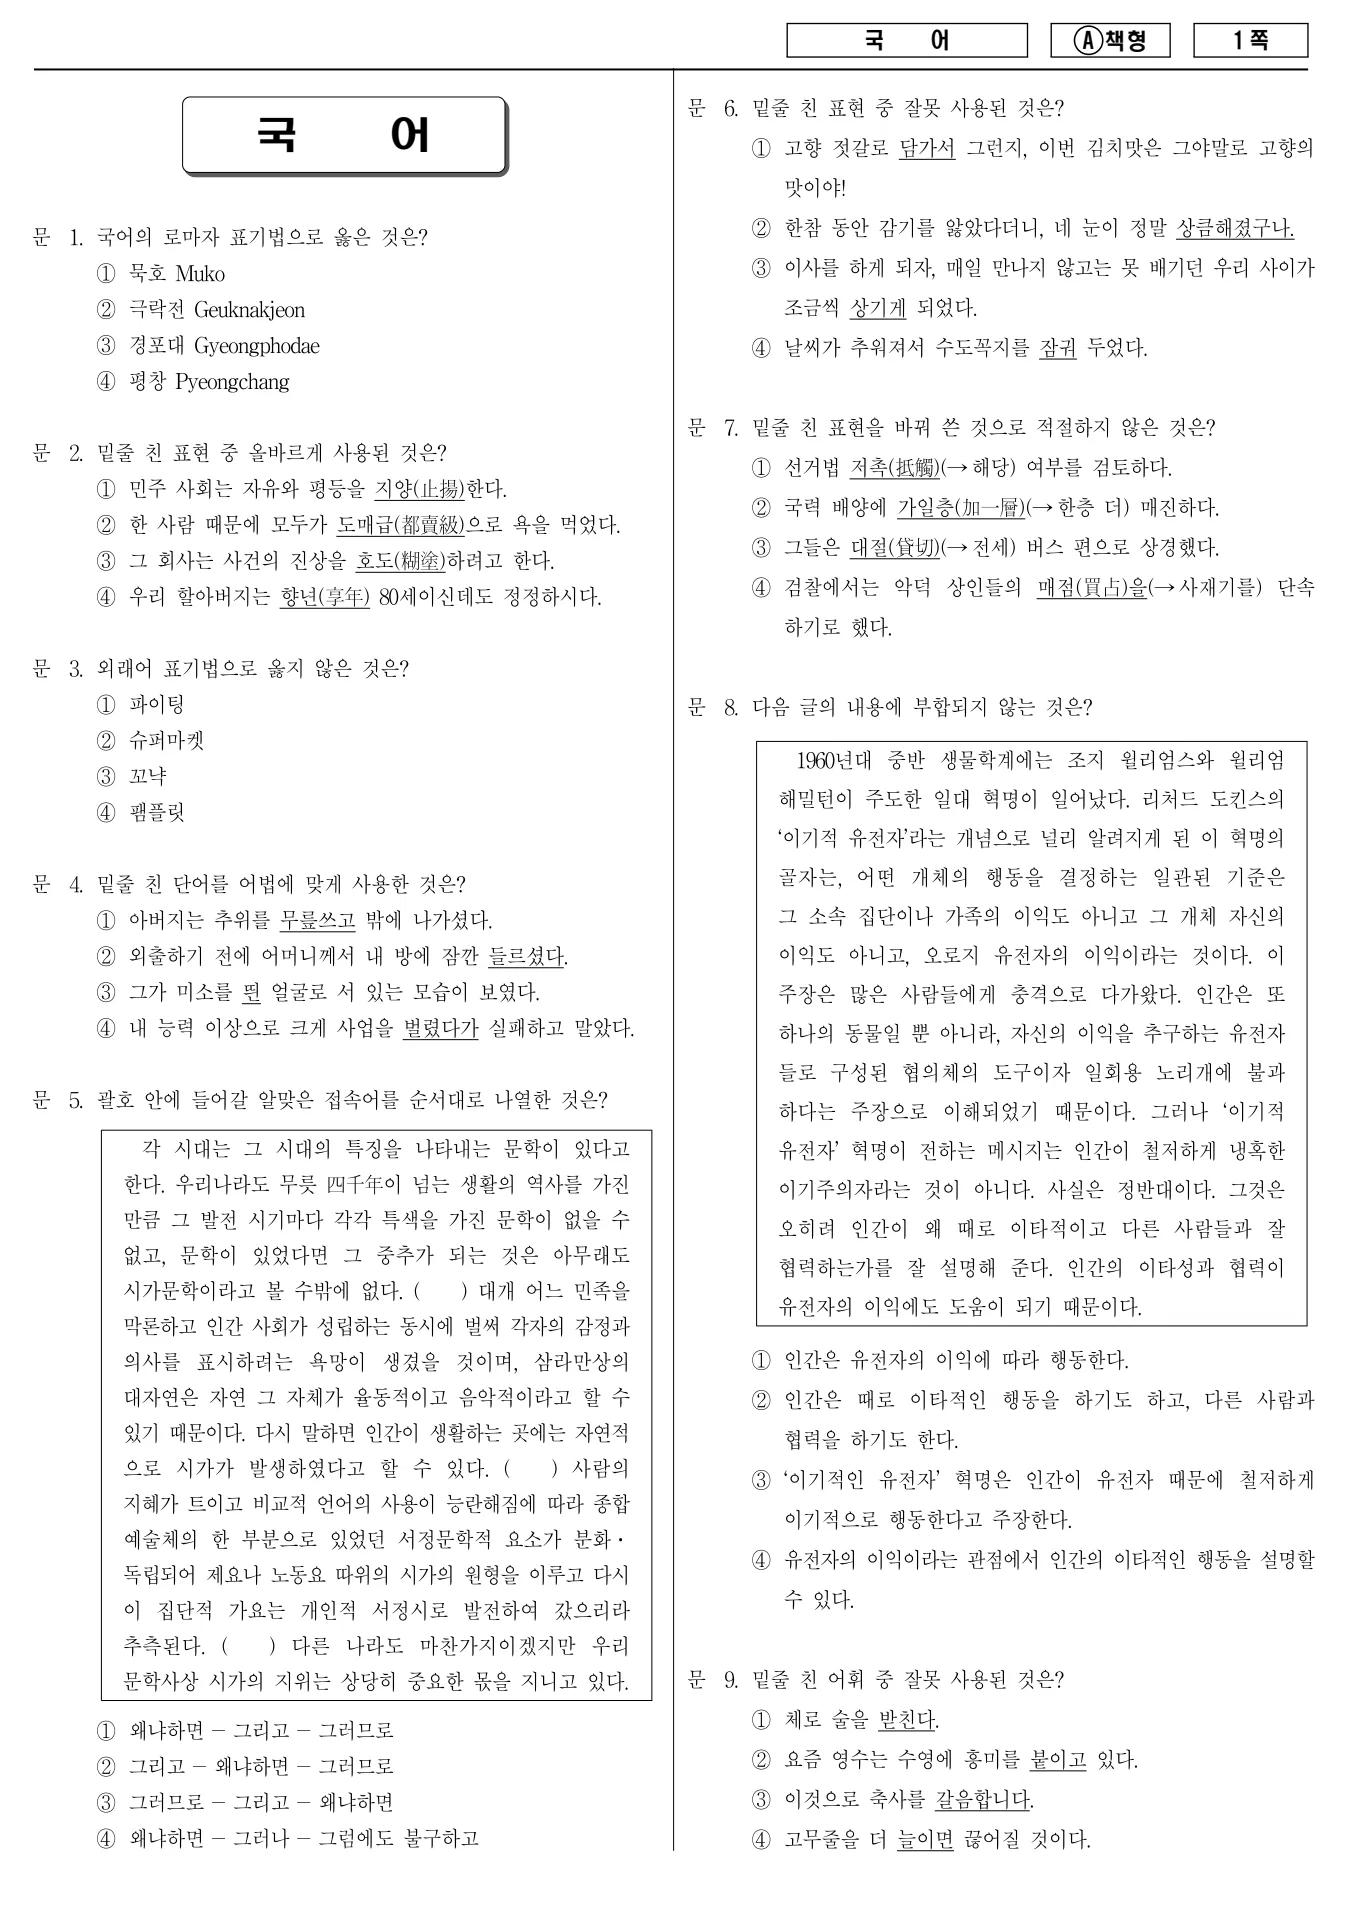 국 어
Ⓐ책형
1쪽
국 어
문 1. 국어의 로마자 표기법으로 옳은 것은?
① 묵호 Muko
② 극락전 Geuknakjeon
③ 경포대 Gyeongphodae
④ 평창 Pyeongchang
문 2. 밑줄 친 표현 중 올바르게 사용된 것은?
① 민주 사회는 자유와 평등을 지양(止揚)한다.
② 한 사람 때문에 모두가 도매급(都賣級)으로 욕을 먹었다.
③ 그 회사는 사건의 진상을 호도(糊塗)하려고 한다.
④ 우리 할아버지는 향년(享年) 80세이신데도 정정하시다.
문 3. 외래어 표기법으로 옳지 않은 것은?
① 파이팅
② 슈퍼마켓
③ 꼬냑
④ 팸플릿
문 4. 밑줄 친 단어를 어법에 맞게 사용한 것은?
① 아버지는 추위를 무릎쓰고 밖에 나가셨다.
② 외출하기 전에 어머니께서 내 방에 잠깐 들르셨다.
③ 그가 미소를 띈 얼굴로 서 있는 모습이 보였다.
④ 내 능력 이상으로 크게 사업을 벌렸다가 실패하고 말았다.
문 5. 괄호 안에 들어갈 알맞은 접속어를 순서대로 나열한 것은?
각 시대는 그 시대의 특징을 나타내는 문학이 있다고
한다. 우리나라도 무릇 四千年이 넘는 생활의 역사를 가진
만큼 그 발전 시기마다 각각 특색을 가진 문학이 없을 수
없고, 문학이 있었다면 그 중추가 되는 것은 아무래도
시가문학이라고 볼 수밖에 없다. ( ) 대개 어느 민족을
막론하고 인간 사회가 성립하는 동시에 벌써 각자의 감정과
의사를 표시하려는 욕망이 생겼을 것이며, 삼라만상의
대자연은 자연 그 자체가 율동적이고 음악적이라고 할 수
있기 때문이다. 다시 말하면 인간이 생활하는 곳에는 자연적
으로 시가가 발생하였다고 할 수 있다. ( ) 사람의
지혜가 트이고 비교적 언어의 사용이 능란해짐에 따라 종합
예술체의 한 부분으로 있었던 서정문학적 요소가 분화·
독립되어 제요나 노동요 따위의 시가의 원형을 이루고 다시
이 집단적 가요는 개인적 서정시로 발전하여 갔으리라
추측된다. ( ) 다른 나라도 마찬가지이겠지만 우리
문학사상 시가의 지위는 상당히 중요한 몫을 지니고 있다.
① 왜냐하면 – 그리고 – 그러므로
② 그리고 – 왜냐하면 – 그러므로
③ 그러므로 – 그리고 – 왜냐하면
④ 왜냐하면 – 그러나 – 그럼에도 불구하고
문 6. 밑줄 친 표현 중 잘못 사용된 것은?
① 고향 젓갈로 담가서 그런지, 이번 김치맛은 그야말로 고향의
맛이야!
② 한참 동안 감기를 앓았다더니, 네 눈이 정말 상큼해졌구나.
③ 이사를 하게 되자, 매일 만나지 않고는 못 배기던 우리 사이가
조금씩 상기게 되었다.
④ 날씨가 추워져서 수도꼭지를 잠궈 두었다.
문 7. 밑줄 친 표현을 바꿔 쓴 것으로 적절하지 않은 것은?
① 선거법 저촉(抵觸)(→해당) 여부를 검토하다.
② 국력 배양에 가일층(加一層)(→한층 더) 매진하다.
③ 그들은 대절(貸切)(→전세) 버스 편으로 상경했다.
④ 검찰에서는 악덕 상인들의 매점(買占)을(→사재기를) 단속
하기로 했다.
문 8. 다음 글의 내용에 부합되지 않는 것은?
1960년대 중반 생물학계에는 조지 윌리엄스와 윌리엄
해밀턴이 주도한 일대 혁명이 일어났다. 리처드 도킨스의
‘이기적 유전자’라는 개념으로 널리 알려지게 된 이 혁명의
골자는, 어떤 개체의 행동을 결정하는 일관된 기준은
그 소속 집단이나 가족의 이익도 아니고 그 개체 자신의
이익도 아니고, 오로지 유전자의 이익이라는 것이다. 이
주장은 많은 사람들에게 충격으로 다가왔다. 인간은 또
하나의 동물일 뿐 아니라, 자신의 이익을 추구하는 유전자
들로 구성된 협의체의 도구이자 일회용 노리개에 불과
하다는 주장으로 이해되었기 때문이다. 그러나 ‘이기적
유전자’ 혁명이 전하는 메시지는 인간이 철저하게 냉혹한
이기주의자라는 것이 아니다. 사실은 정반대이다. 그것은
오히려 인간이 왜 때로 이타적이고 다른 사람들과 잘
협력하는가를 잘 설명해 준다. 인간의 이타성과 협력이
유전자의 이익에도 도움이 되기 때문이다.
① 인간은 유전자의 이익에 따라 행동한다.
② 인간은 때로 이타적인 행동을 하기도 하고, 다른 사람과
협력을 하기도 한다.
③ ‘이기적인 유전자’ 혁명은 인간이 유전자 때문에 철저하게
이기적으로 행동한다고 주장한다.
④ 유전자의 이익이라는 관점에서 인간의 이타적인 행동을 설명할
수 있다.
문 9. 밑줄 친 어휘 중 잘못 사용된 것은?
① 체로 술을 받친다.
② 요즘 영수는 수영에 흥미를 붙이고 있다.
③ 이것으로 축사를 갈음합니다.
④ 고무줄을 더 늘이면 끊어질 것이다.